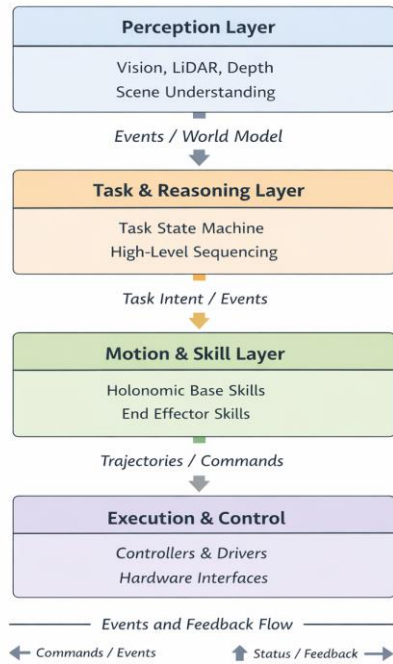 Perception Layer
Vision, LiDAR, Depth
Scene Understanding
Events / World Model
Task & Reasoning Layer
Task State Machine
High-Level Sequencing
Task Intent / Events
Motion & Skill Layer
Holonomic Base Skills
End Effector Skills
Trajectories / Commands
Execution & Control
Controllers & Drivers
Hardware Interfaces
Events and Feedback Flow
Commands / Events
Status / Feedback